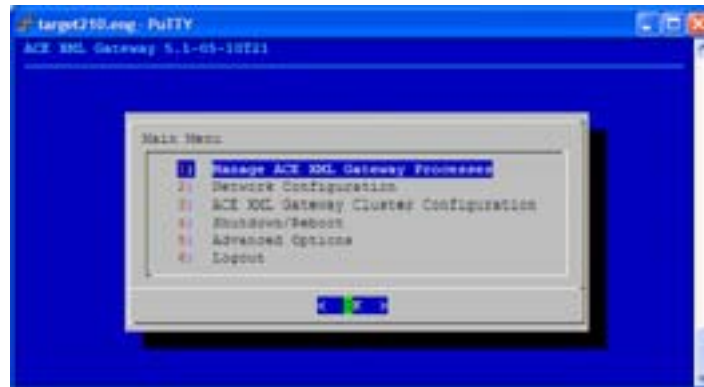 target210.eng - PuTTY
ACE XML Gateway 5.1-05-10T21
Main Menu
1) Manage ACE XML Gateway Processes
2) Network Configuration
3) ACE XML Gateway Cluster Configuration
4) Shutdown/Reboot
5) Advanced Options
6) Logout
< OK >